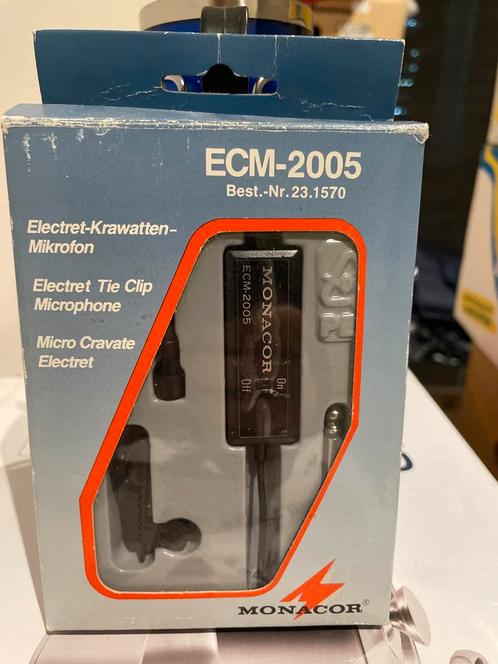 ECM-2005
Best.-Nr. 23.1570
Electret-Krawatten-
Mikrofon
Electret Tie Clip
Microphone
Micro Cravate
Electret
MONACOR
ECM-2005
On
Off
MONACOR®